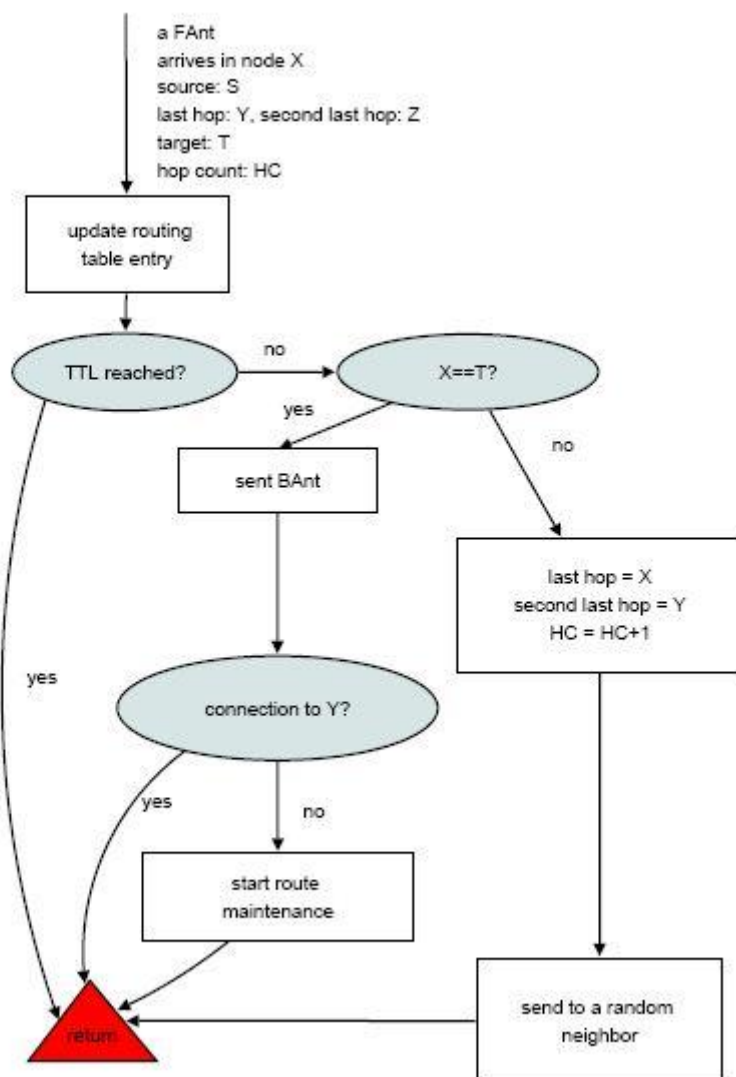 a FAnt
arrives in node X
source: S
last hop: Y, second last hop: Z
target: T
hop count: HC
update routing
table entry
TTL reached?
no
X==T?
yes
no
sent BAnt
last hop = X
second last hop = Y
HC = HC+1
yes
connection to Y?
yes
no
start route
maintenance
send to a random
neighbor
return